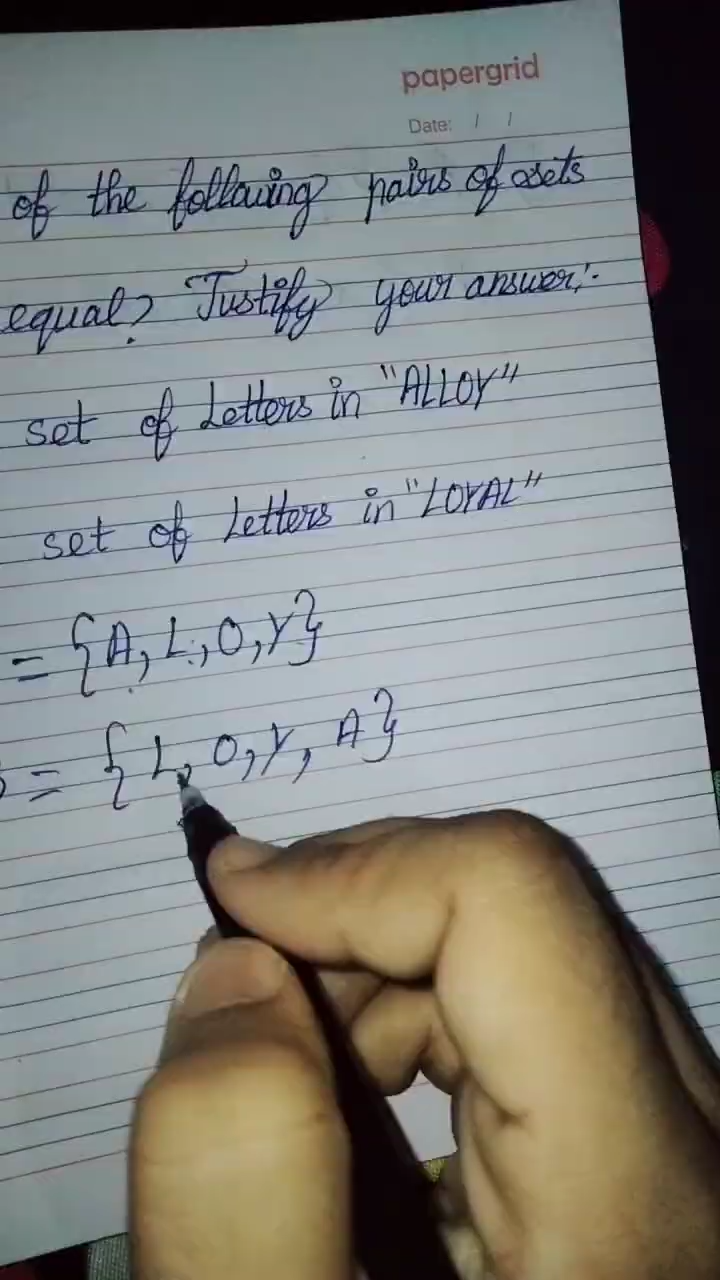 papergrid
Date: / /
of the following pairs of sets
equal? Justify your answer:-
set of Letters in "ALLOY"
set of Letters in "LOYAL"
= {A, L, O, Y}
= {L, O, Y, A}